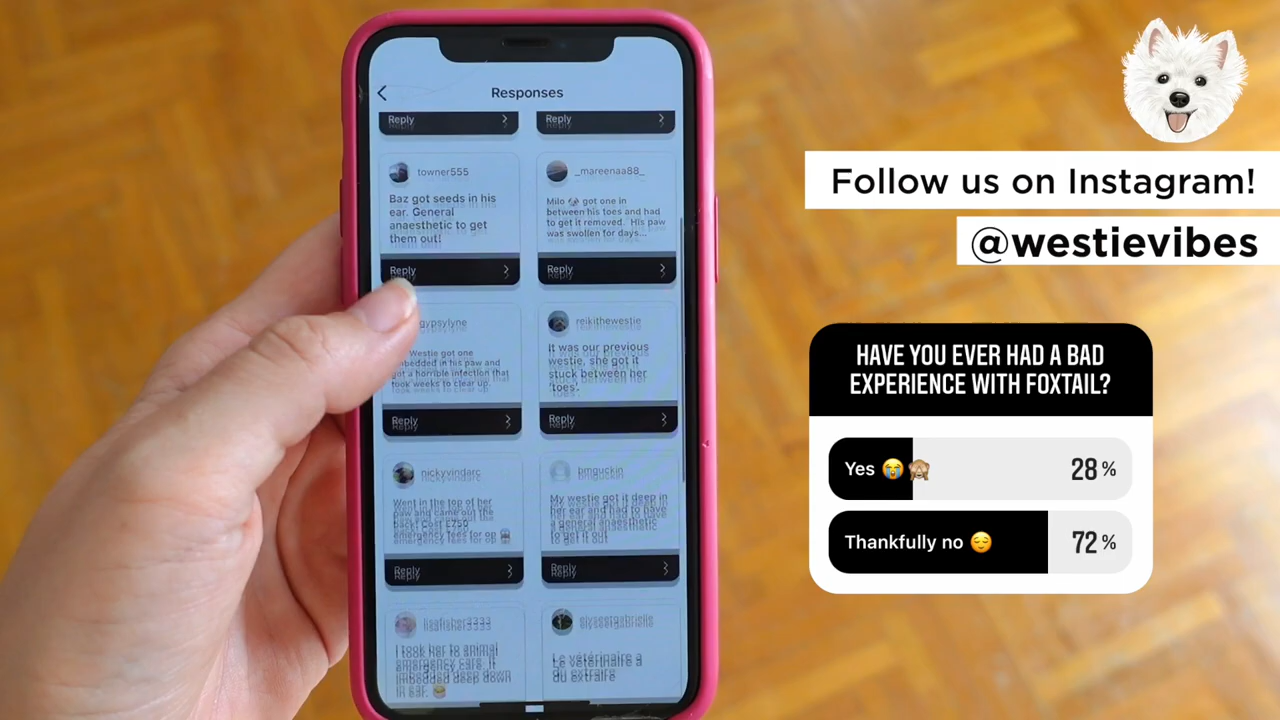 Responses
Reply
Reply
towner555
Baz got seeds in his
ear. General
anaesthetic to get
them out!
Reply
_mareenaa88_
Milo 🐶 got one in
between his toes and had
to get it removed. His paw
was swollen for days...
Reply
gypsylyne
Westie got one
embedded in his paw and
got a horrible infection that
took weeks to clear up.
Reply
reikithewestie
It was our previous
westie, she got it
stuck between her
'toes'.
Reply
nickyvindarc
Went in the top of her
paw and came out the
back! Cost £750
emergency fees for op
Reply
bmguckin
My westie got it deep in
her ear and had to have
a general anaesthetic
to get it out
Reply
lisafisher3333
I took her to animal
emergency care. It
imbedded deep down
in ear.
elyseetgabrielle
Le vétérinaire a
du extraire
Follow us on Instagram!
@westievibes
HAVE YOU EVER HAD A BAD
EXPERIENCE WITH FOXTAIL?
Yes 😭🙈 28%
Thankfully no 😌 72%